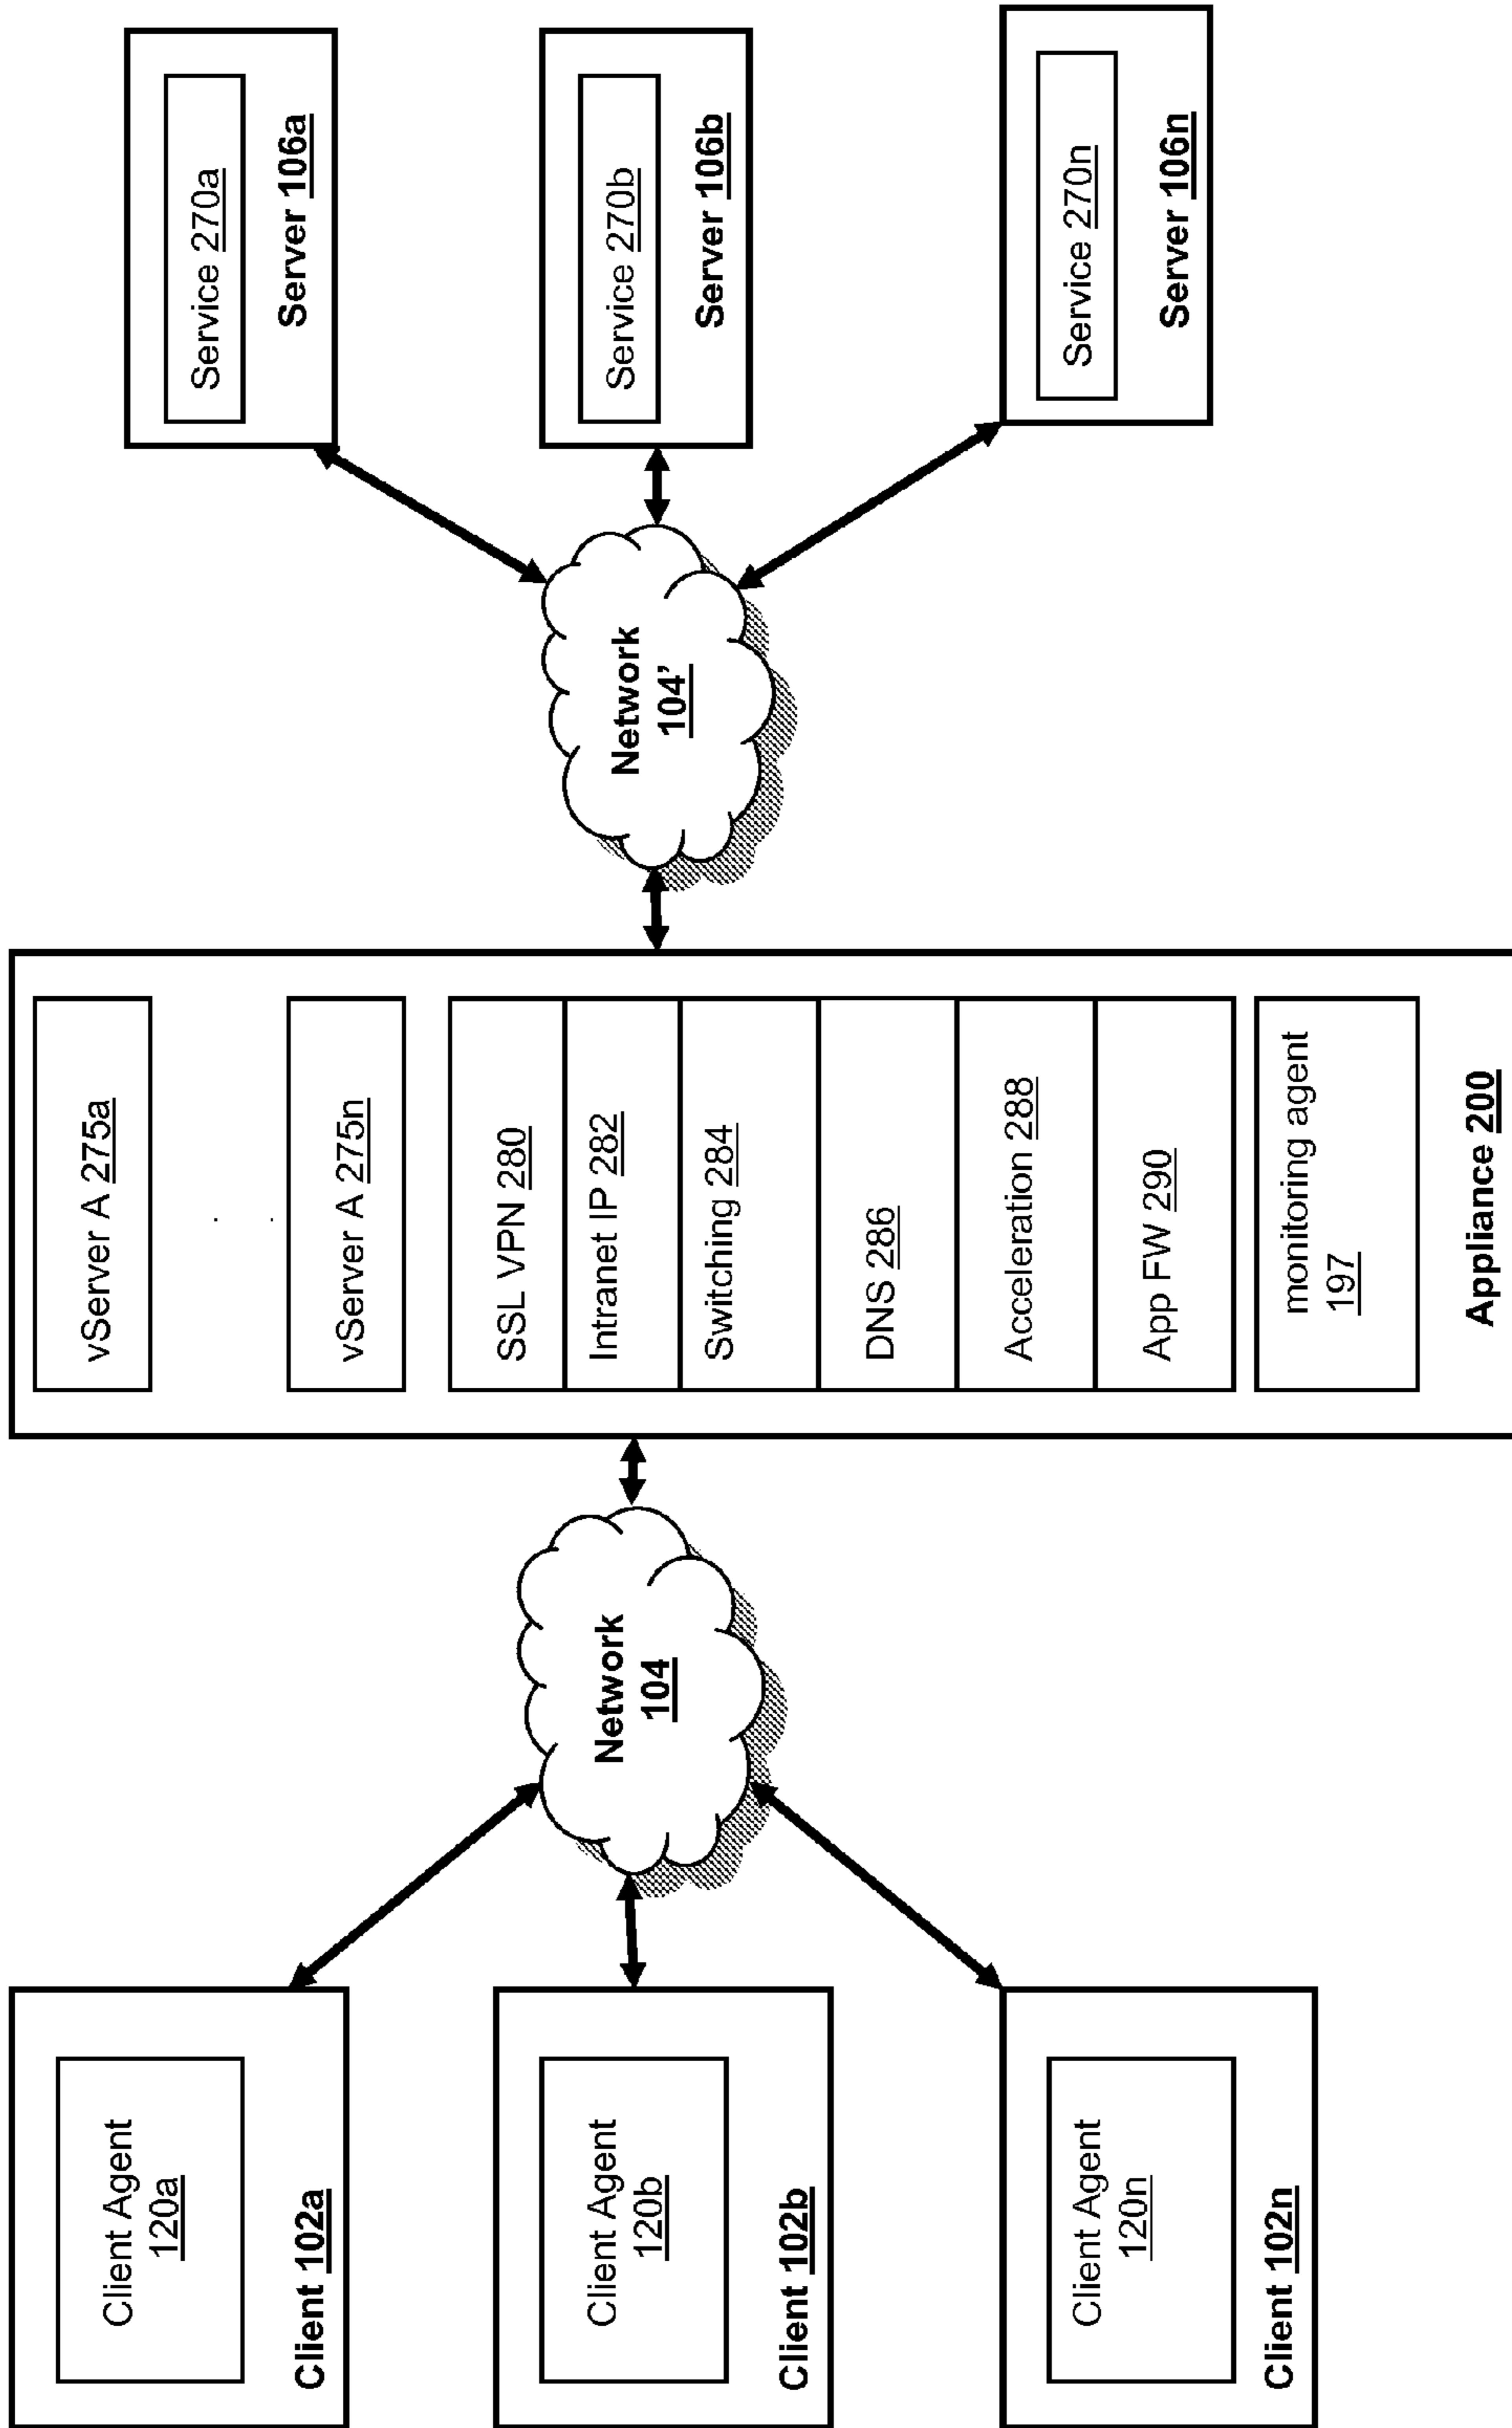 Client Agent
120a
Client 102a
Client Agent
120b
Client 102b
Client Agent
120n
Client 102n
Network
104
vServer A 275a
vServer A 275n
SSL VPN 280
Intranet IP 282
Switching 284
DNS 286
Acceleration 288
App FW 290
monitoring agent
197
Appliance 200
Network
104’
Service 270a
Server 106a
Service 270b
Server 106b
Service 270n
Server 106n